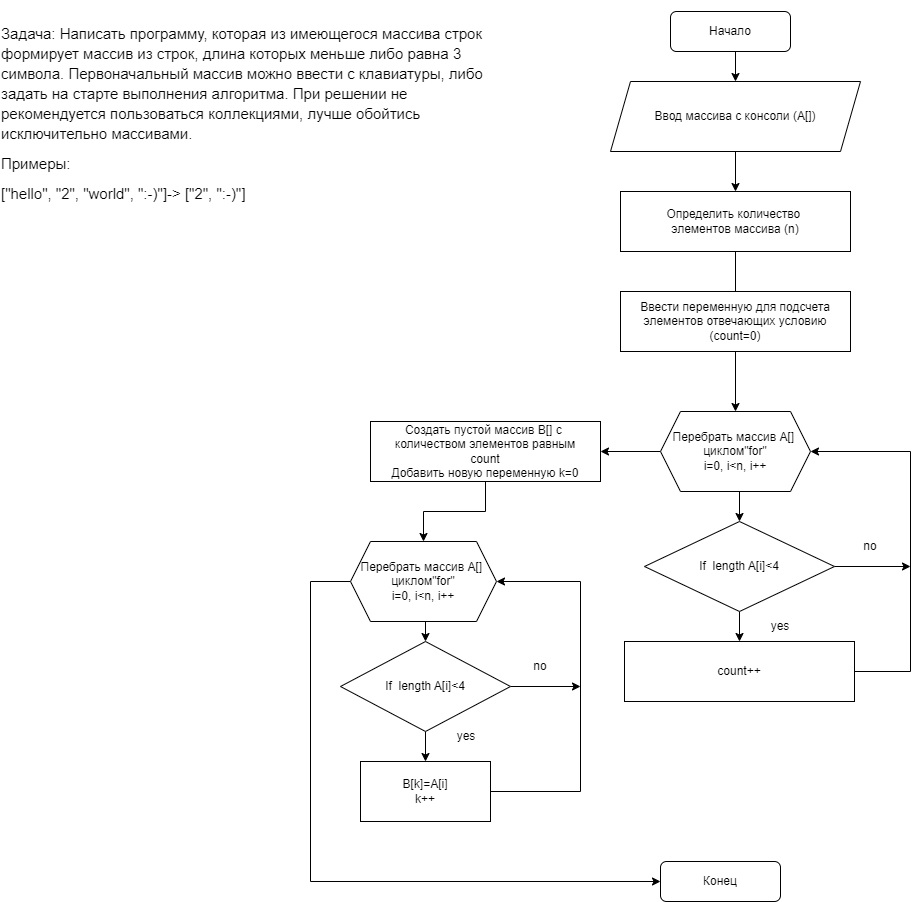 Задача: Написать программу, которая из имеющегося массива строк
формирует массив из строк, длина которых меньше либо равна 3
символа. Первоначальный массив можно ввести с клавиатуры, либо
задать на старте выполнения алгоритма. При решении не
рекомендуется пользоваться коллекциями, лучше обойтись
исключительно массивами.
Примеры:
["hello", "2", "world", ":-)"]-> ["2", ":-)"]
Начало
Ввод массива с консоли (A[])
Определить количество
элементов массива (n)
Ввести переменную для подсчета
элементов отвечающих условию
(count=0)
Перебрать массив A[]
циклом"for"
i=0, i<n, i++
If length A[i]<4
no
yes
count++
Создать пустой массив B[] с
количеством элементов равным
count
Добавить новую переменную k=0
Перебрать массив A[]
циклом"for"
i=0, i<n, i++
If length A[i]<4
no
yes
B[k]=A[i]
k++
Конец